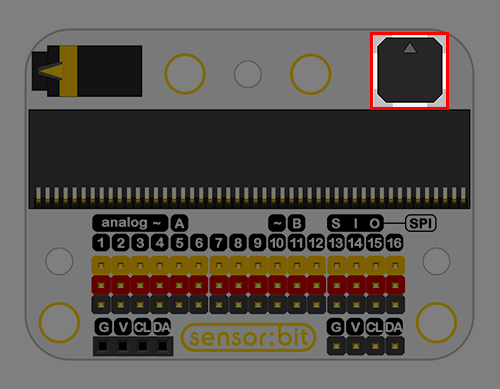 analog ~ A ~ B S I O SPI
1 2 3 4 5 6 7 8 9 10 11 12 13 14 15 16
G V CL DA sensor:bit G V CL DA